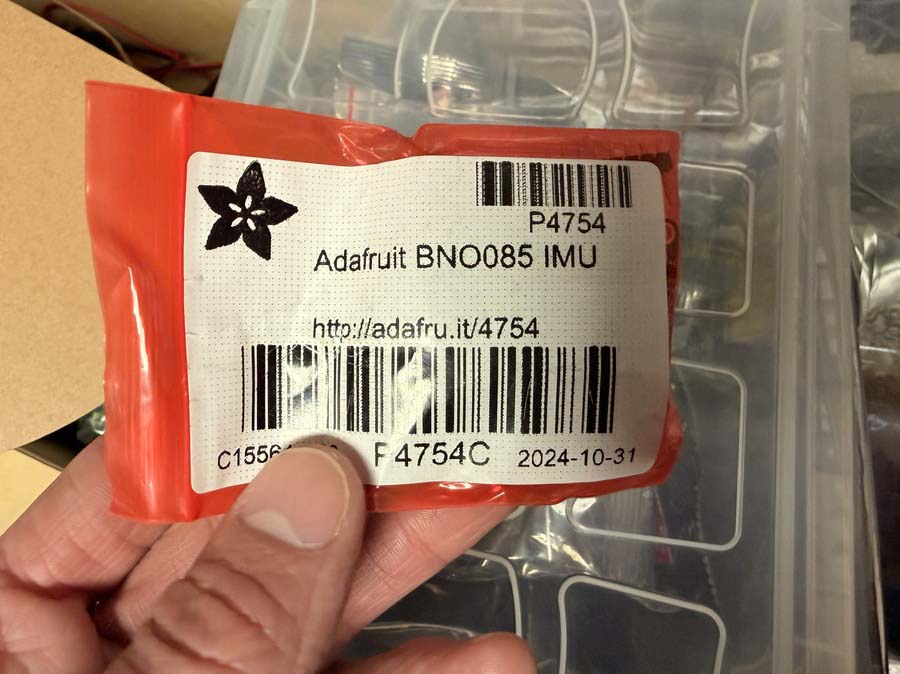 P4754
Adafruit BNO085 IMU
http://adafru.it/4754
P4754C 2024-10-31